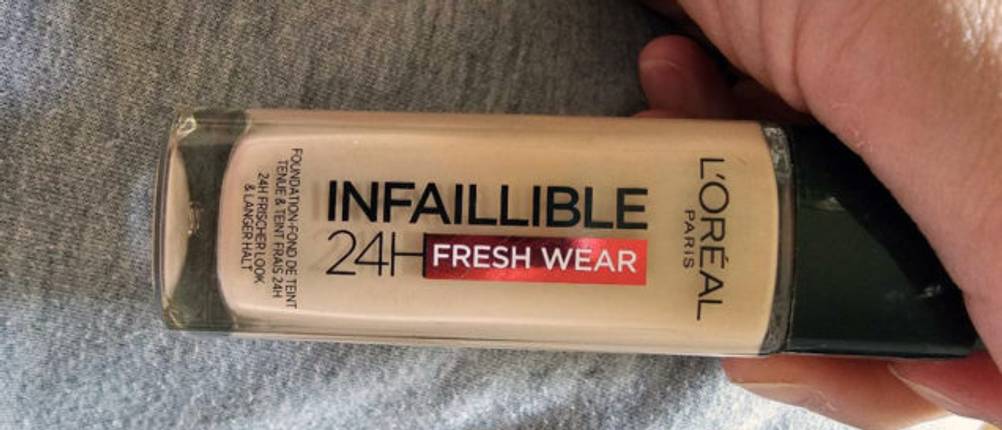 L'ORÉAL
PARIS
INFAILLIBLE
24H FRESH WEAR
FOUNDATION-FOND DE TEINT
TENUE & TEINT FRAIS 24H
24H FRISCHER LOOK
& LANGER HALT